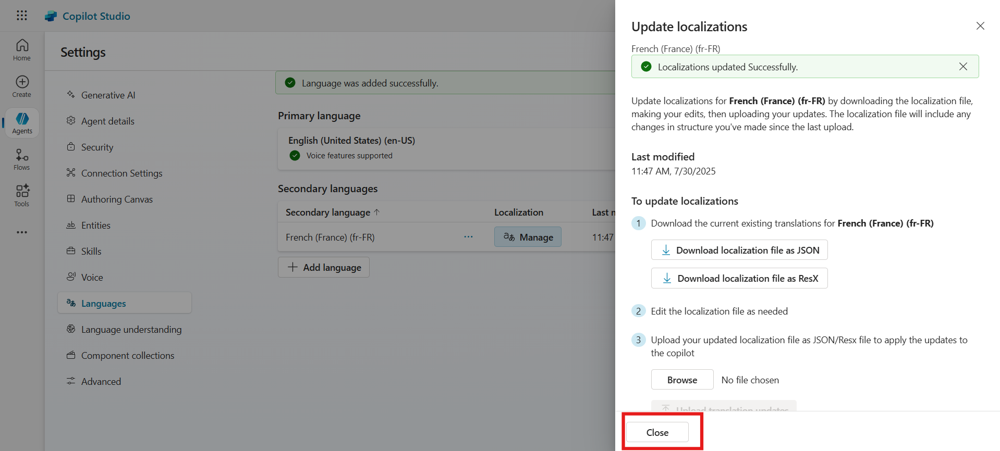 Copilot Studio
Home
Create
Agents
Flows
Tools
Settings
Generative AI
Agent details
Security
Connection Settings
Authoring Canvas
Entities
Skills
Voice
Languages
Language understanding
Component collections
Advanced
Language was added successfully.
Primary language
English (United States) (en-US)
Voice features supported
Secondary languages
Secondary language ↑ Localization Last m
French (France) (fr-FR) ··· Manage 11:47
+ Add language
Update localizations
French (France) (fr-FR)
Localizations updated Successfully.
Update localizations for French (France) (fr-FR) by downloading the localization file,
making your edits, then uploading your updates. The localization file will include any
changes in structure you've made since the last upload.
Last modified
11:47 AM, 7/30/2025
To update localizations
1 Download the current existing translations for French (France) (fr-FR)
Download localization file as JSON
Download localization file as ResX
2 Edit the localization file as needed
3 Upload your updated localization file as JSON/Resx file to apply the updates to
the copilot
Browse No file chosen
Upload translation updates
Close